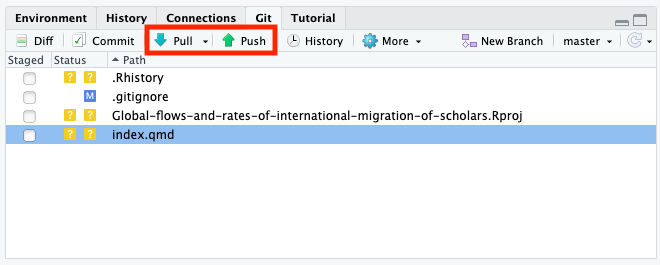 Environment History Connections Git Tutorial
Diff Commit Pull Push History More New Branch master
Staged Status Path
? ? .Rhistory
M .gitignore
? ? Global-flows-and-rates-of-international-migration-of-scholars.Rproj
? ? index.qmd